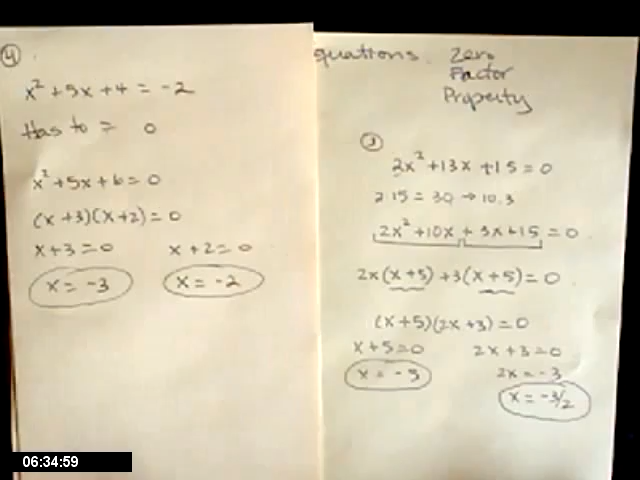 4
x² + 5x + 4 = -2
Has to = 0
x² + 5x + 6 = 0
(x + 3)(x + 2) = 0
x + 3 = 0 x + 2 = 0
x = -3 x = -2
quations. Zero
Factor
Property
2x² + 13x + 15 = 0
2·15 = 30 → 10·3
2x² + 10x + 3x + 15 = 0
2x(x + 5) + 3(x + 5) = 0
(x + 5)(2x + 3) = 0
x + 5 = 0 2x + 3 = 0
x = -5 2x = -3
x = -3/2
06:34:59